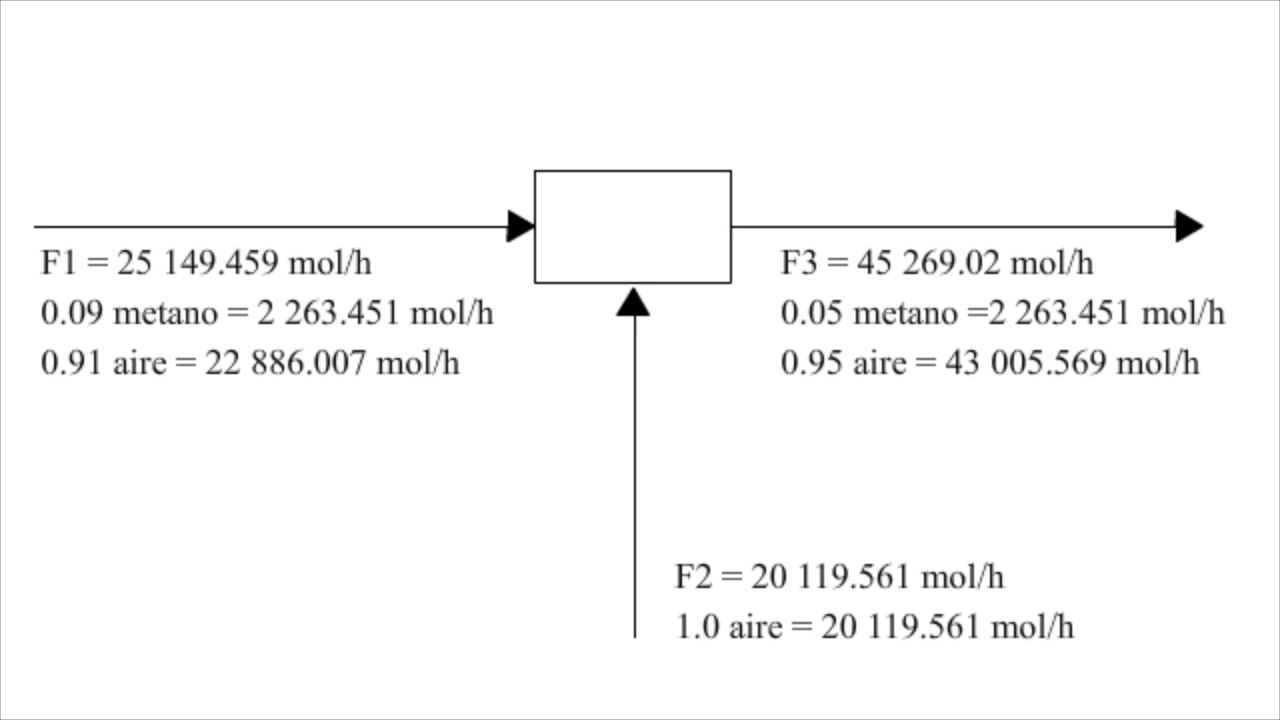 F1 = 25 149.459 mol/h
0.09 metano = 2 263.451 mol/h
0.91 aire = 22 886.007 mol/h
F3 = 45 269.02 mol/h
0.05 metano =2 263.451 mol/h
0.95 aire = 43 005.569 mol/h
F2 = 20 119.561 mol/h
1.0 aire = 20 119.561 mol/h